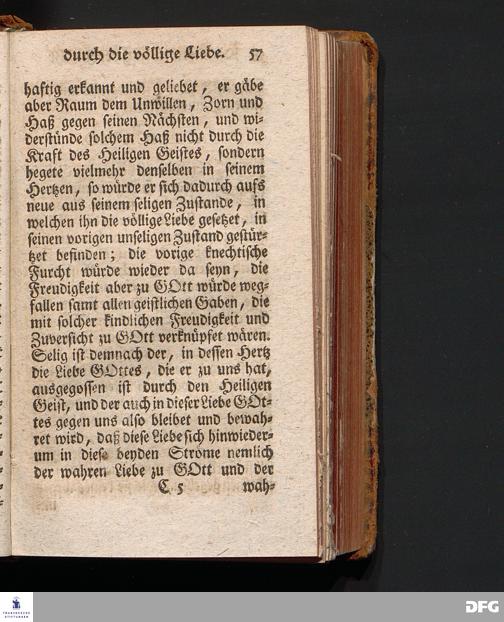 durch die völlige Liebe. 57
haftig erkannt und geliebet, er gäbe
aber Raum dem Unwillen, Zorn und
Haß gegen seinen Nächsten, und wi-
derstünde solchem Haß nicht durch die
Kraft des Heiligen Geistes, sondern
hegete vielmehr denselben in seinem
Hertzen, so würde er sich dadurch aufs
neue aus seinem seligen Zustande, in
welchen ihn die völlige Liebe gesetzet, in
seinen vorigen unseligen Zustand gestür-
tzet befinden; die vorige knechtische
Furcht würde wieder da seyn, die
Freudigkeit aber zu GOtt würde weg-
fallen samt allen geistlichen Gaben, die
mit solcher kindlichen Freudigkeit und
Zuversicht zu GOtt verknüpfet wären.
Selig ist demnach der, in dessen Hertz
die Liebe GOttes, die er zu uns hat,
ausgegossen ist durch den Heiligen
Geist, und der auch in dieser Liebe GOt-
tes gegen uns also bleibet und bewah-
ret wird, daß diese Liebe sich hinwieder-
um in diese beyden Ströme nemlich
der wahren Liebe zu GOtt und der
C 5 wah-
FRANCKESCHE
STIFTUNGEN
DFG